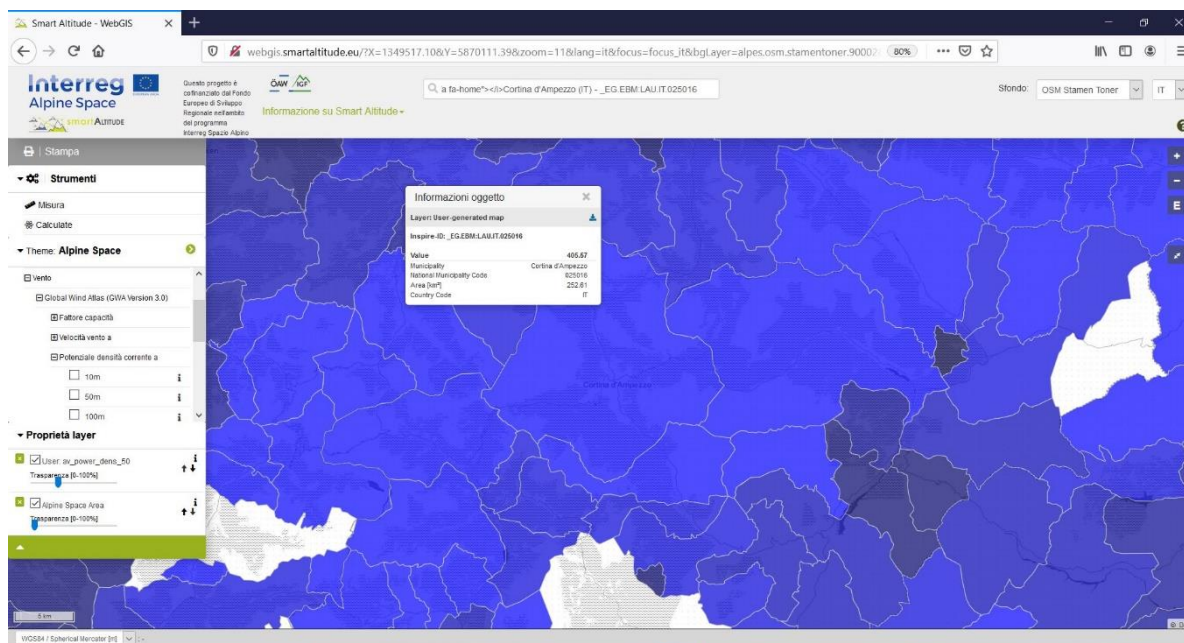 Smart Altitude - WebGIS
webgis.smartaltitude.eu/?X=1349517.10&Y=5870111.39&zoom=11&lang=it&focus=focus_it&bgLayer=alpes.osm.stamentoner.90002
80%
Interreg
Alpine Space
smartALTITUDE
Questo progetto è
cofinanziato dal Fondo
Europeo di Sviluppo
Regionale nell'ambito
del programma
Interreg Spazio Alpino
ÖAW IGF
Informazione su Smart Altitude
a fa-home"></i>Cortina d'Ampezzo (IT) - _EG.EBM:LAU.IT.025016
Sfondo: OSM Stamen Toner IT
Stampa
Strumenti
Misura
Calculate
Theme: Alpine Space
Vento
Global Wind Atlas (GWA Version 3.0)
Fattore capacità
Velocità vento a
Potenziale densità corrente a
10m
50m
100m
Proprietà layer
User: av_power_dens_50
Trasparenza [0-100%]
Alpine Space Area
Trasparenza [0-100%]
Informazioni oggetto
Layer: User-generated map
Inspire-ID: _EG.EBM:LAU.IT.025016
Value 405.57
Municipality Cortina d'Ampezzo
National Municipality Code 025016
Area [km²] 252.61
Country Code IT
Cortina d'Ampezzo
E
5 km
WGS84 / Spherical Mercator [m]